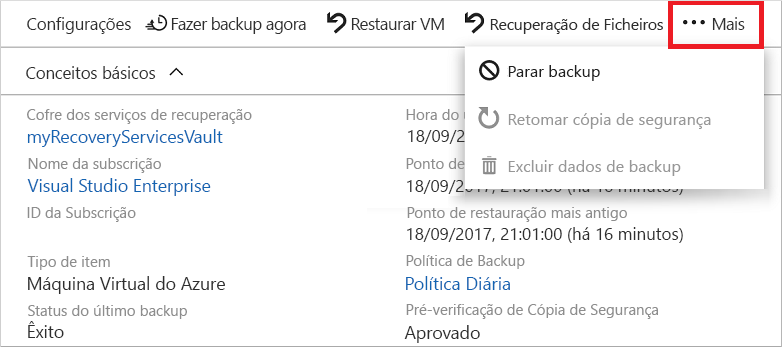 Configurações Fazer backup agora Restaurar VM Recuperação de Ficheiros Mais
Parar backup
Retomar cópia de segurança
Excluir dados de backup
Conceitos básicos
Cofre dos serviços de recuperação
myRecoveryServicesVault
Nome da subscrição
Visual Studio Enterprise
ID da Subscrição
Tipo de item
Máquina Virtual do Azure
Status do último backup
Êxito
Hora do
18/09/2
Ponto de
18/09/2017, 21:01:00 (há 16 minutos)
Ponto de restauração mais antigo
18/09/2017, 21:01:00 (há 16 minutos)
Política de Backup
Política Diária
Pré-verificação de Cópia de Segurança
Aprovado